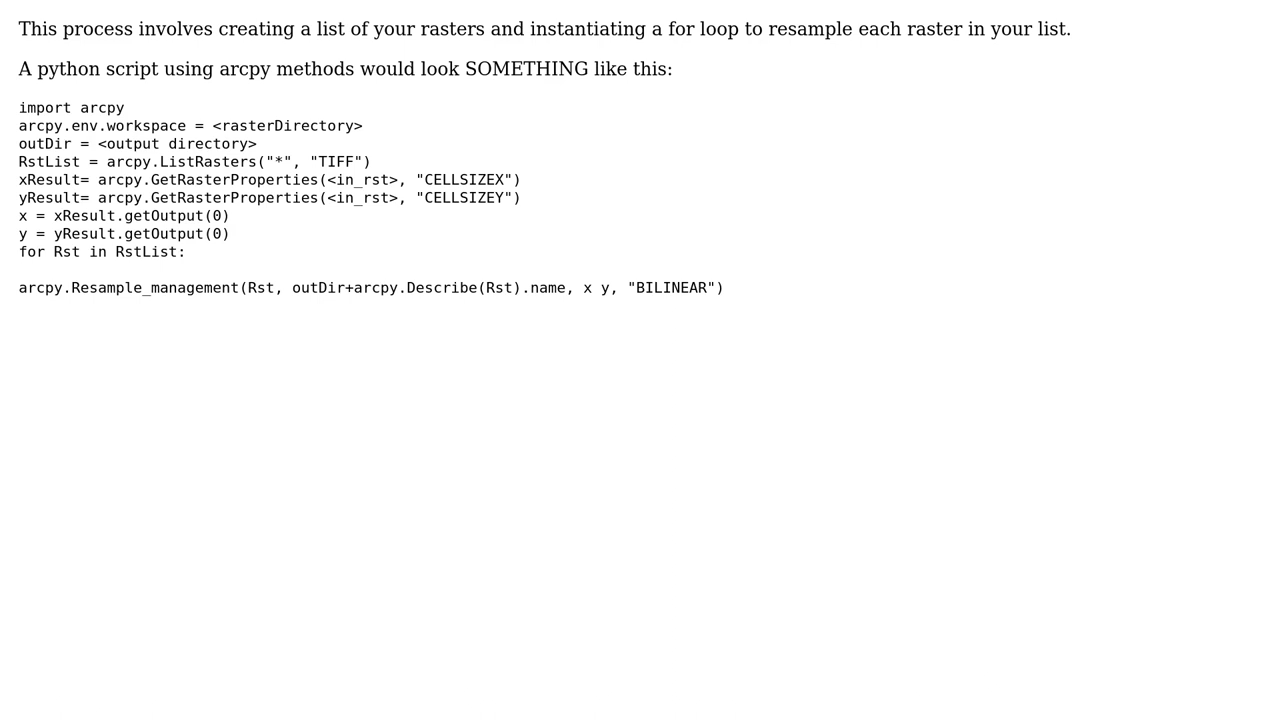 This process involves creating a list of your rasters and instantiating a for loop to resample each raster in your list.
A python script using arcpy methods would look SOMETHING like this:
import arcpy
arcpy.env.workspace = <rasterDirectory>
outDir = <output directory>
RstList = arcpy.ListRasters("*", "TIFF")
xResult= arcpy.GetRasterProperties(<in_rst>, "CELLSIZEX")
yResult= arcpy.GetRasterProperties(<in_rst>, "CELLSIZEY")
x = xResult.getOutput(0)
y = yResult.getOutput(0)
for Rst in RstList:
arcpy.Resample_management(Rst, outDir+arcpy.Describe(Rst).name, x y, "BILINEAR")